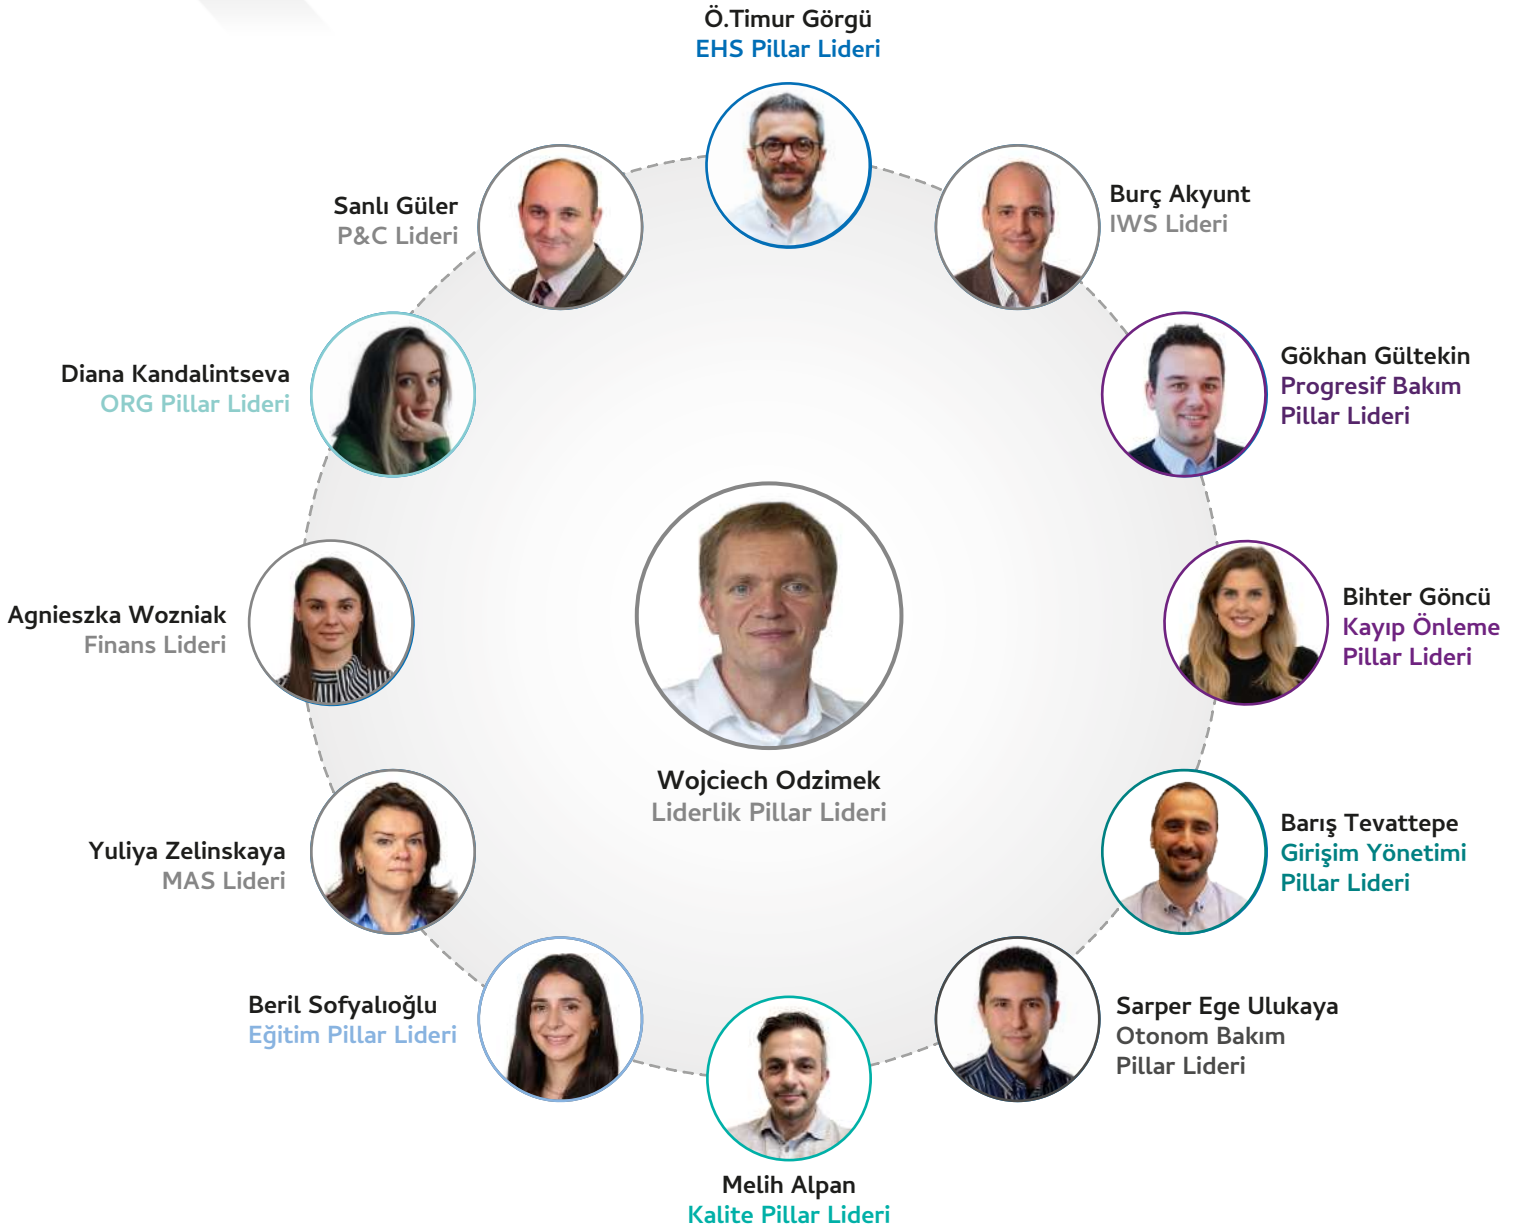 Ö.Timur Görgü
EHS Pillar Lideri
Sanlı Güler
P&C Lideri
Burç Akyunt
IWS Lideri
Diana Kandalintseva
ORG Pillar Lideri
Gökhan Gültekin
Progresif Bakım
Pillar Lideri
Agnieszka Wozniak
Finans Lideri
Bihter Göncü
Kayıp Önleme
Pillar Lideri
Wojciech Odzimek
Liderlik Pillar Lideri
Yuliya Zelinskaya
MAS Lideri
Barış Tevattepe
Girişim Yönetimi
Pillar Lideri
Beril Sofyalıoğlu
Eğitim Pillar Lideri
Sarper Ege Ulukaya
Otonom Bakım
Pillar Lideri
Melih Alpan
Kalite Pillar Lideri